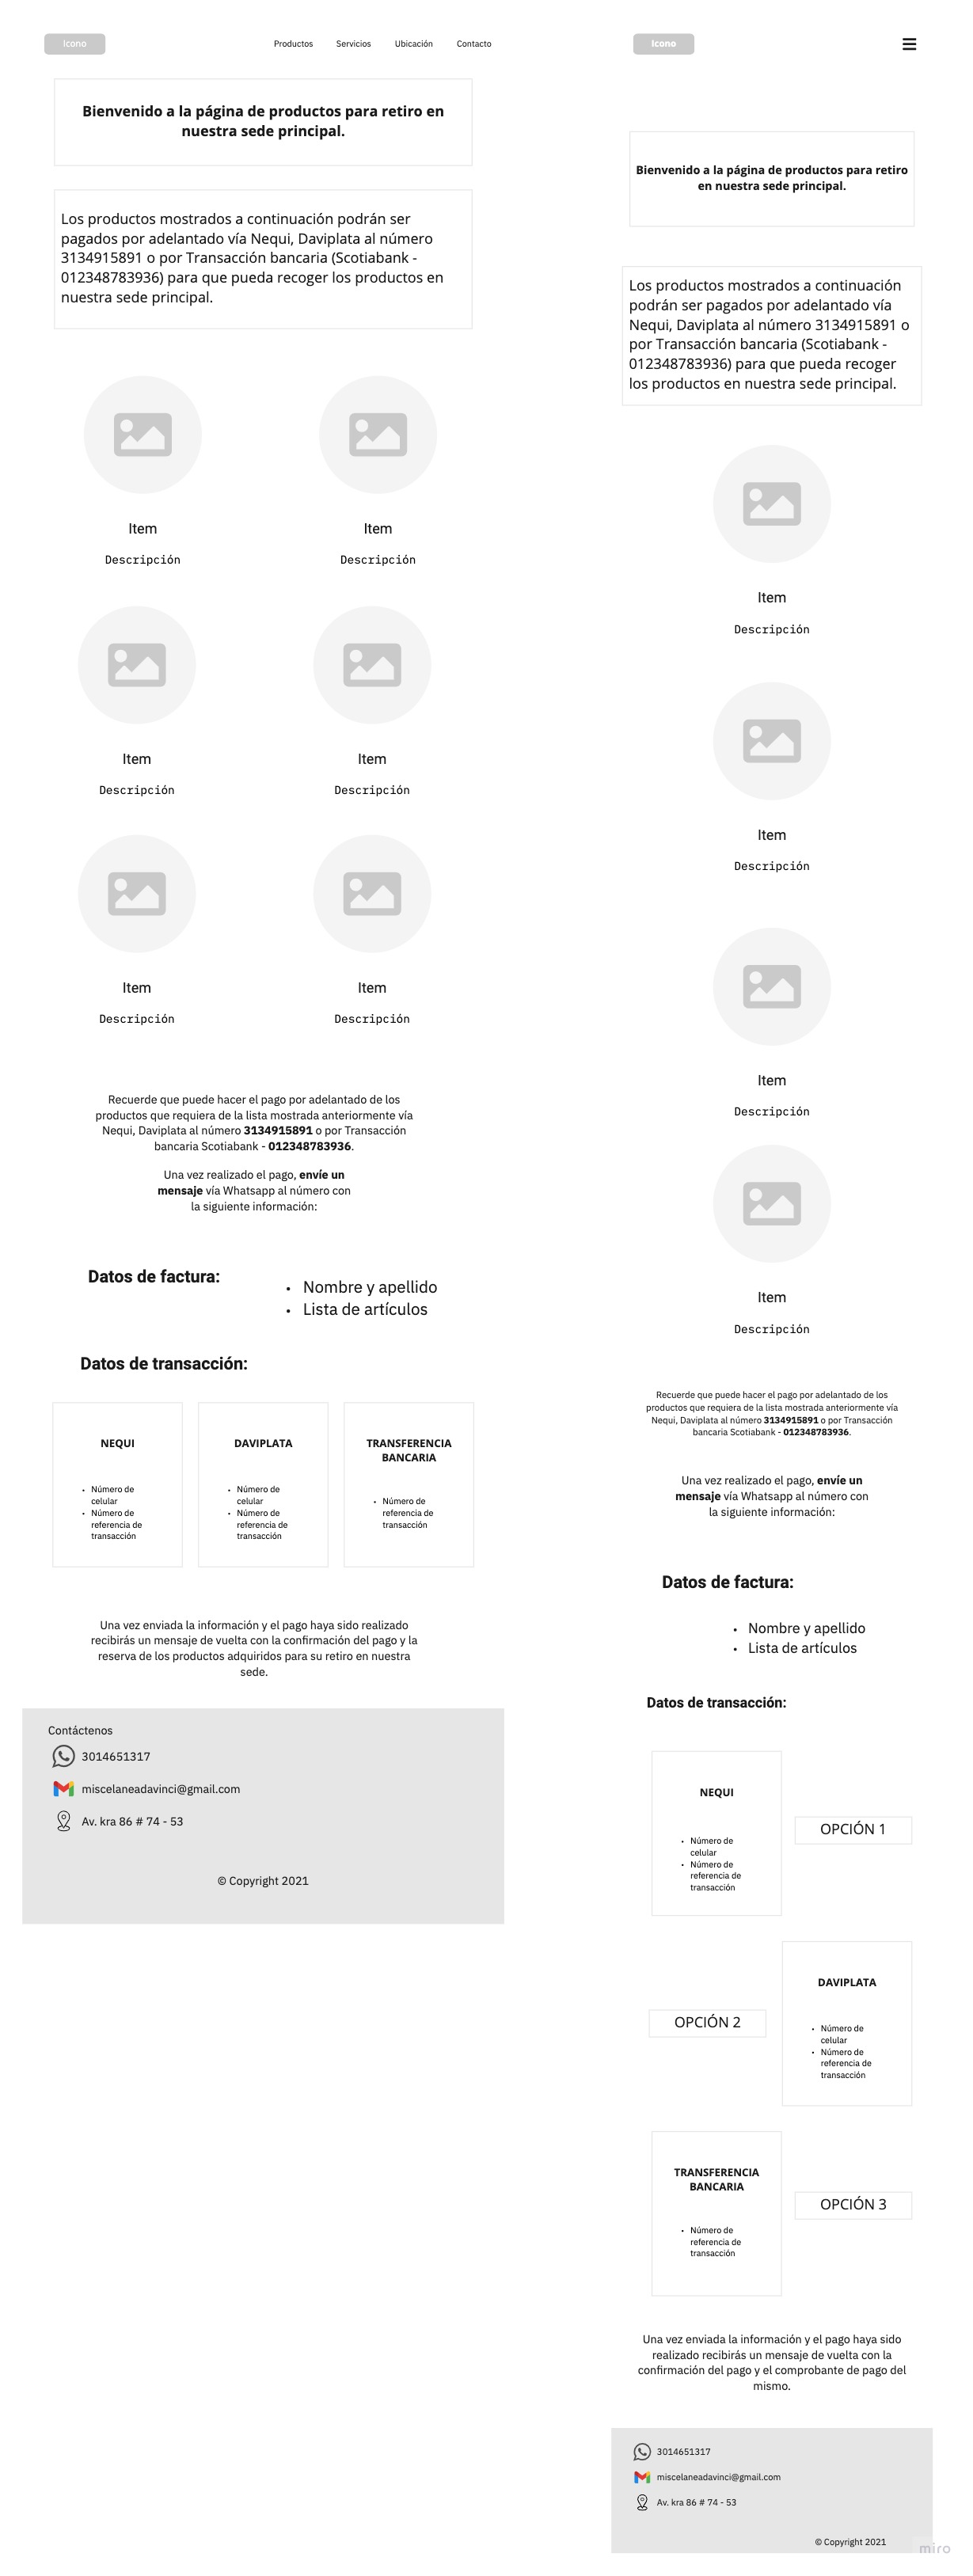 Icono
Productos
Servicios
Ubicación
Contacto
Bienvenido a la página de productos para retiro en
nuestra sede principal.
Los productos mostrados a continuación podrán ser
pagados por adelantado vía Nequi, Daviplata al número
3134915891 o por Transacción bancaria (Scotiabank -
012348783936) para que pueda recoger los productos en
nuestra sede principal.
Item
Item
Descripción
Descripción
Item
Item
Descripción
Descripción
Item
Item
Descripción
Descripción
Recuerde que puede hacer el pago por adelantado de los
productos que requiera de la lista mostrada anteriormente vía
Nequi, Daviplata al número 3134915891 o por Transacción
bancaria Scotiabank - 012348783936.
Una vez realizado el pago, envíe un
mensaje vía Whatsapp al número con
la siguiente información:
Datos de factura:
• Nombre y apellido
• Lista de artículos
Datos de transacción:
NEQUI
• Número de
celular
• Número de
referencia de
transacción
DAVIPLATA
• Número de
celular
• Número de
referencia de
transacción
TRANSFERENCIA
BANCARIA
• Número de
referencia de
transacción
Una vez enviada la información y el pago haya sido realizado
recibirás un mensaje de vuelta con la confirmación del pago y la
reserva de los productos adquiridos para su retiro en nuestra
sede.
Contáctenos
3014651317
miscelaneadavinci@gmail.com
Av. kra 86 # 74 - 53
© Copyright 2021
Icono
Bienvenido a la página de productos para retiro
en nuestra sede principal.
Los productos mostrados a continuación
podrán ser pagados por adelantado vía
Nequi, Daviplata al número 3134915891 o
por Transacción bancaria (Scotiabank -
012348783936) para que pueda recoger
los productos en nuestra sede principal.
Item
Descripción
Item
Descripción
Item
Descripción
Item
Descripción
Recuerde que puede hacer el pago por adelantado de los
productos que requiera de la lista mostrada anteriormente vía
Nequi, Daviplata al número 3134915891 o por Transacción
bancaria Scotiabank - 012348783936.
Una vez realizado el pago, envíe un
mensaje vía Whatsapp al número con
la siguiente información:
Datos de factura:
• Nombre y apellido
• Lista de artículos
Datos de transacción:
NEQUI
• Número de
celular
• Número de
referencia de
transacción
OPCIÓN 1
OPCIÓN 2
DAVIPLATA
• Número de
celular
• Número de
referencia de
transacción
TRANSFERENCIA
BANCARIA
• Número de
referencia de
transacción
OPCIÓN 3
Una vez enviada la información y el pago haya sido
realizado recibirás un mensaje de vuelta con la
confirmación del pago y el comprobante de pago del
mismo.
3014651317
miscelaneadavinci@gmail.com
Av. kra 86 # 74 - 53
© Copyright 2021
miro